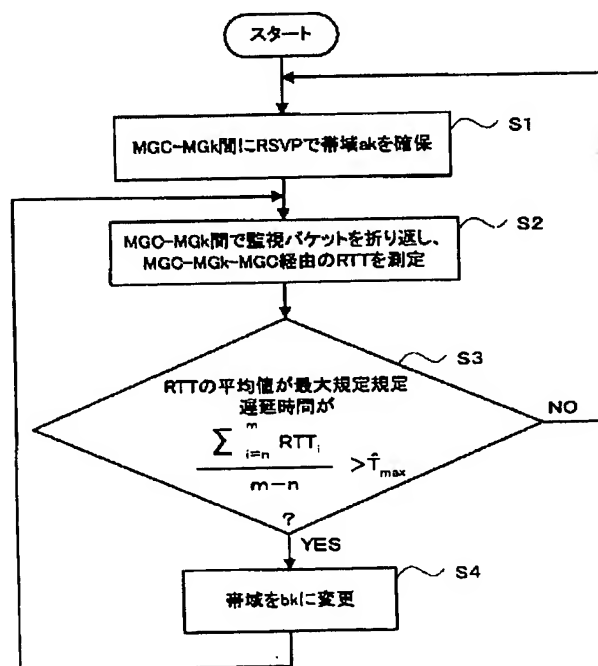 スタート
MGC-MGk間にRSVPで帯域akを確保
S1
MGC-MGk間で監視パケットを折り返し、
MGC-MGk-MGC経由のRTTを測定
S2
S3
RTTの平均値が最大規定規定
遅延時間が
∑ m i=n RTTi
m-n
>T̂max
?
NO
YES
帯域をbkに変更
S4